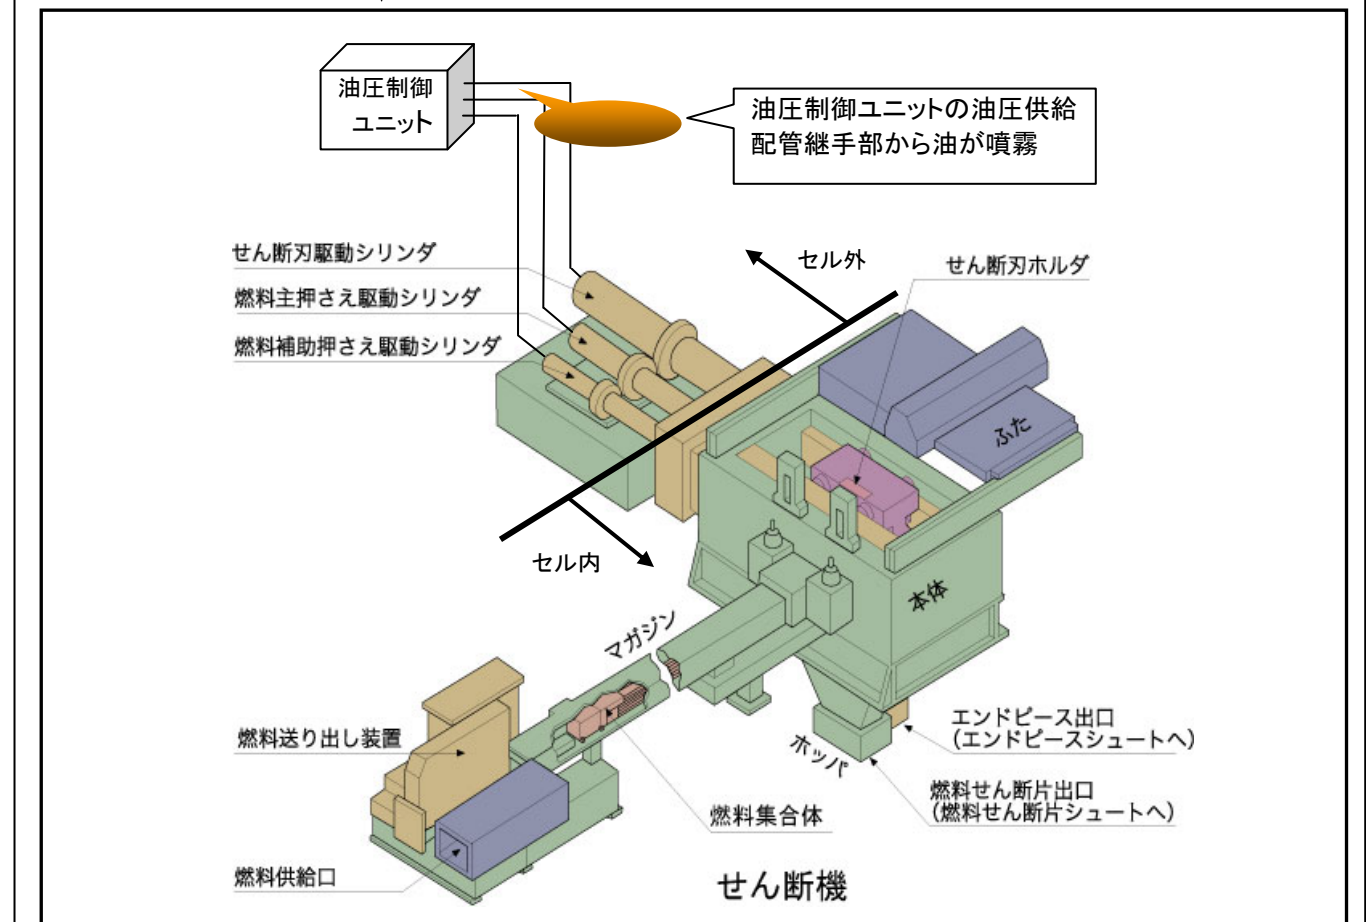 油圧制御
ユニット
油圧制御ユニットの油圧供給
配管継手部から油が噴霧
せん断刃駆動シリンダ
セル外
せん断刃ホルダ
燃料主押さえ駆動シリンダ
燃料補助押さえ駆動シリンダ
ふた
セル内
本体
マガジン
燃料送り出し装置
ホッパ
エンドピース出口
(エンドピースシュートへ)
燃料せん断片出口
(燃料せん断片シュートへ)
燃料集合体
燃料供給口
せん断機